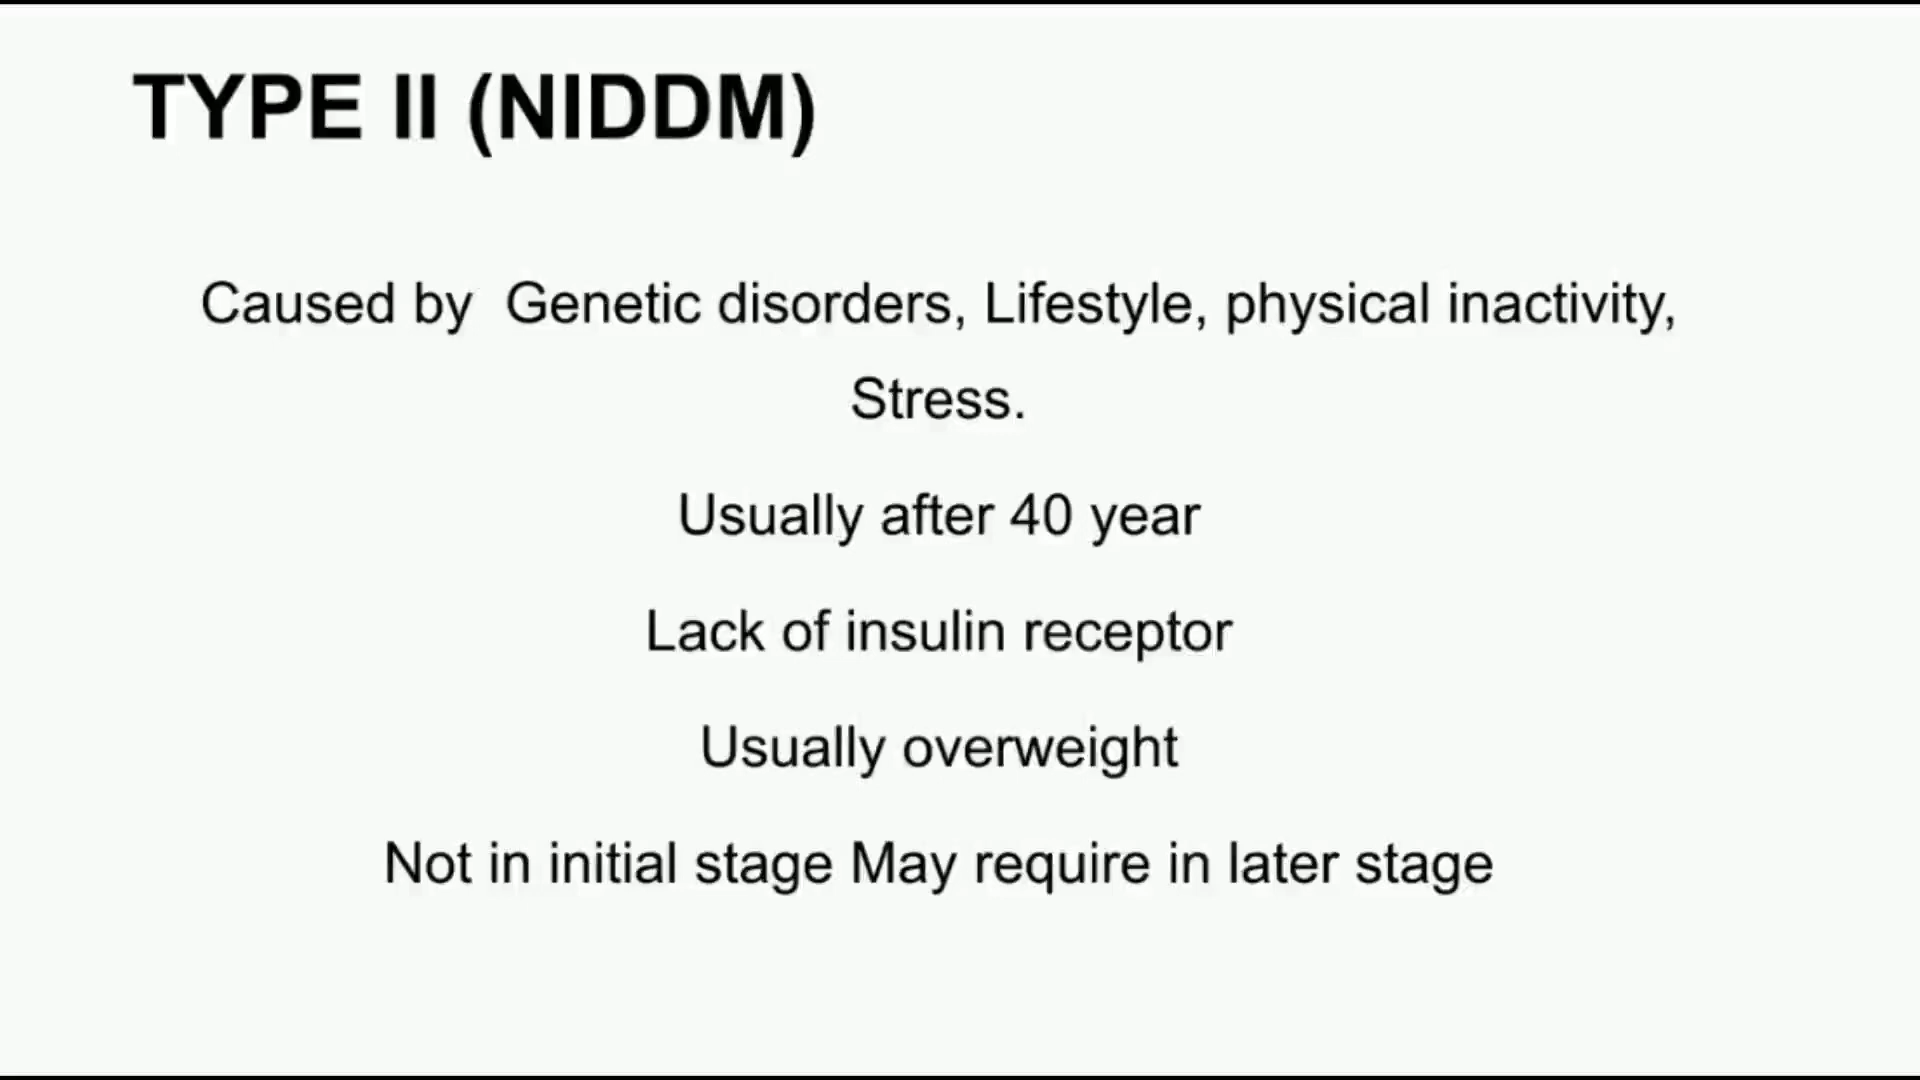 TYPE II (NIDDM)
Caused by  Genetic disorders, Lifestyle, physical inactivity,
Stress.
Usually after 40 year
Lack of insulin receptor
Usually overweight
Not in initial stage May require in later stage